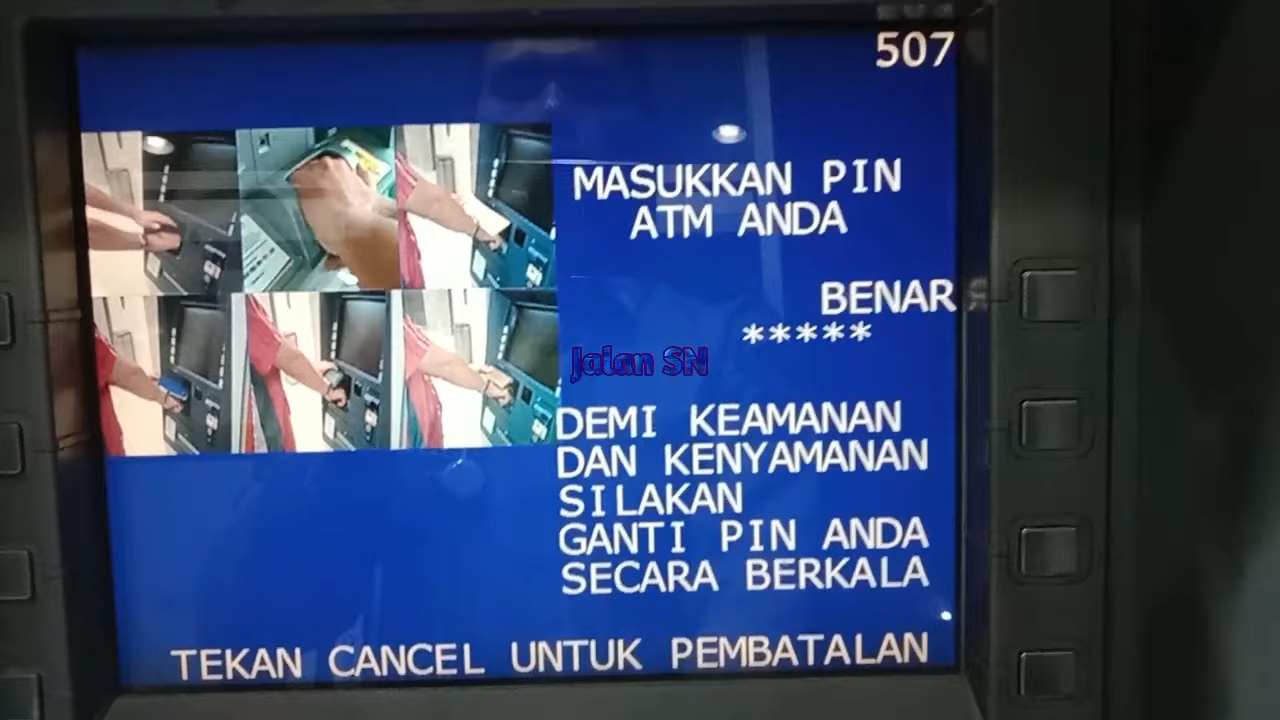 507
MASUKKAN PIN
ATM ANDA
BENAR
*****
Jalan SN
DEMI KEAMANAN
DAN KENYAMANAN
SILAKAN
GANTI PIN ANDA
SECARA BERKALA
TEKAN CANCEL UNTUK PEMBATALAN